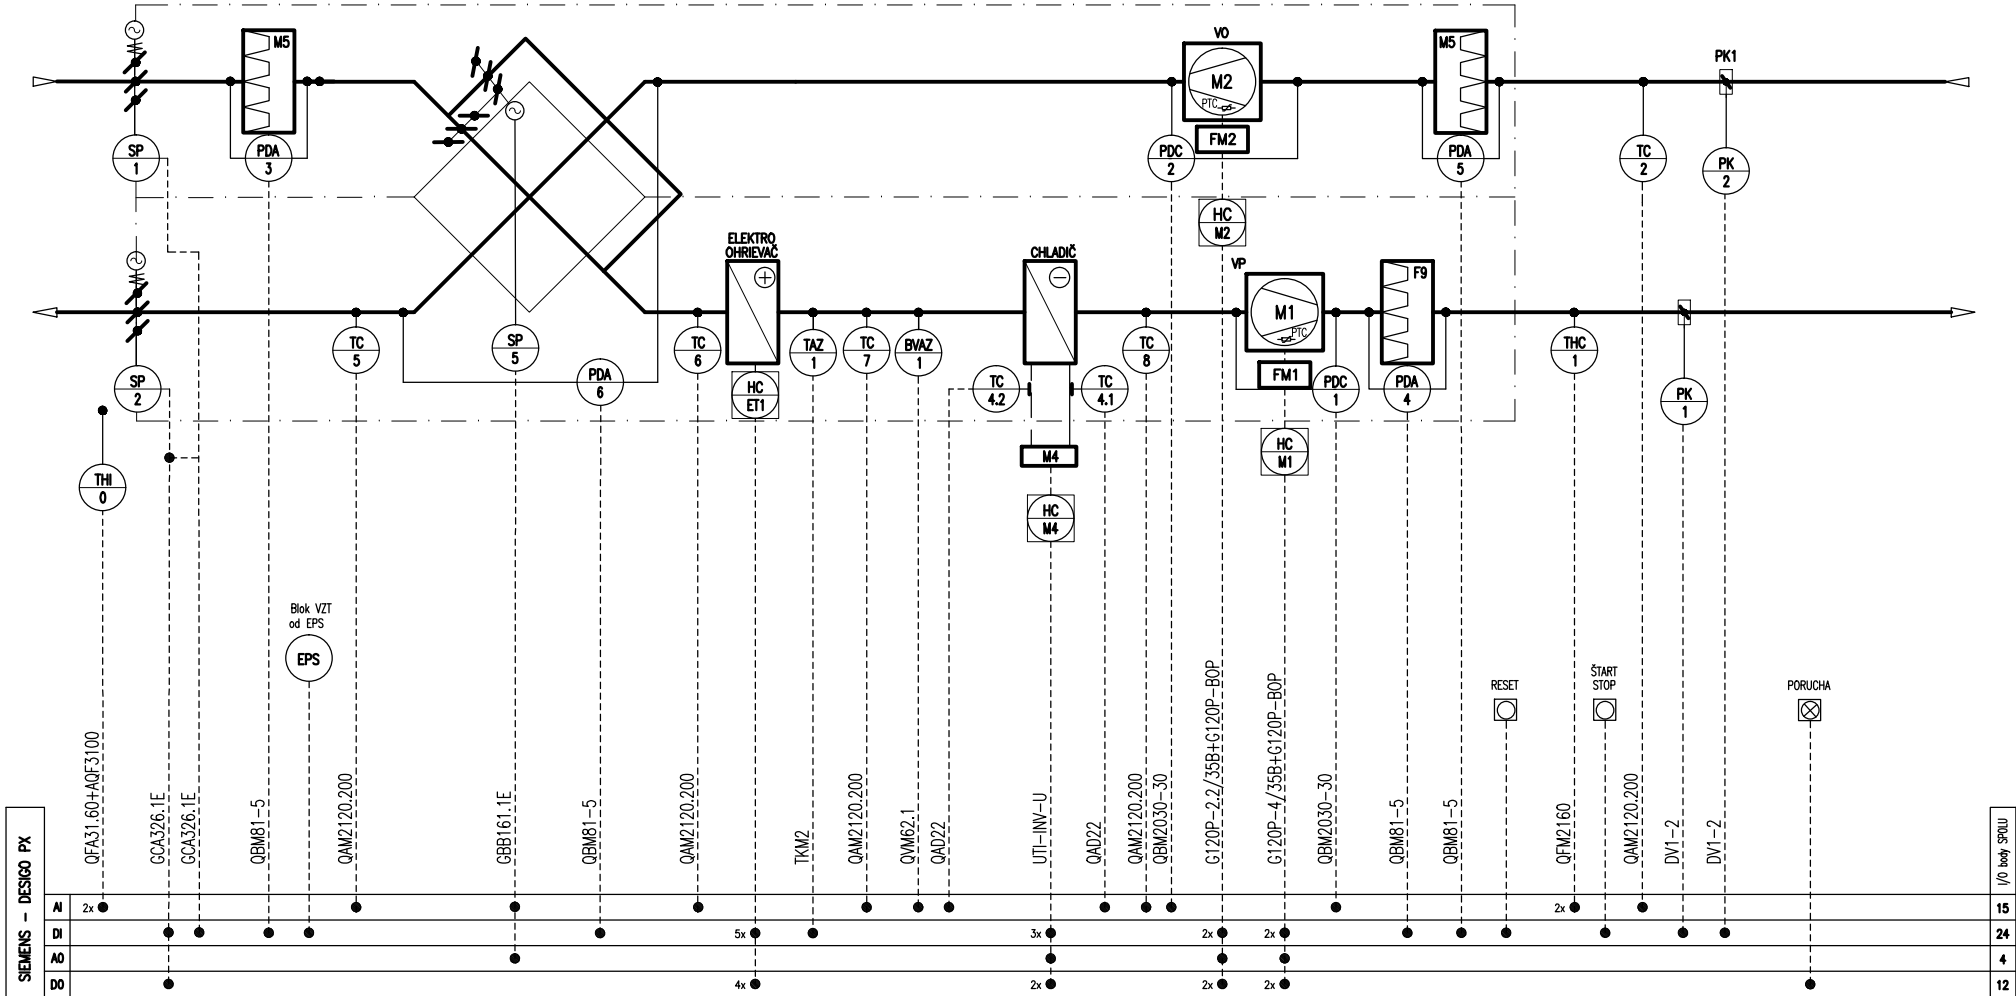 VO
M5
M2
PTC
M5
PK1
FM2
SP
1
PDA
3
PDC
2
PDA
5
TC
2
PK
2
HC
M2
ELEKTRO
OHRIEVAČ
CHLADIČ
VP
M1
PTC
F9
TC
5
SP
5
TC
6
TAZ
1
TC
7
BVAZ
1
TC
8
THC
1
SP
2
PDA
6
HC
ET1
TC
4.2
TC
4.1
FM1
PDC
1
PDA
4
PK
1
M4
HC
M1
THI
0
HC
M4
Blok VZT
od EPS
EPS
RESET
ŠTART
STOP
PORUCHA
QFA31.60+AQF3100
GCA326.1E
GCA326.1E
QBM81-5
QAM2120.200
GBB161.1E
QBM81-5
QAM2120.200
TKM2
QAM2120.200
QVM62.1
QAD22
UTI-INV-U
QAD22
QAM2120.200
QBM2030-30
G120P-2.2/35B+G120P-BOP
G120P-4/35B+G120P-BOP
QBM2030-30
QBM81-5
QBM81-5
QFM2160
QAM2120.200
DV1-2
DV1-2
SIEMENS - DESIGO PX
I/O body SPOLU
AI 2x 2x 15
DI 5x 3x 2x 2x 24
AO 4
DO 4x 2x 2x 2x 12